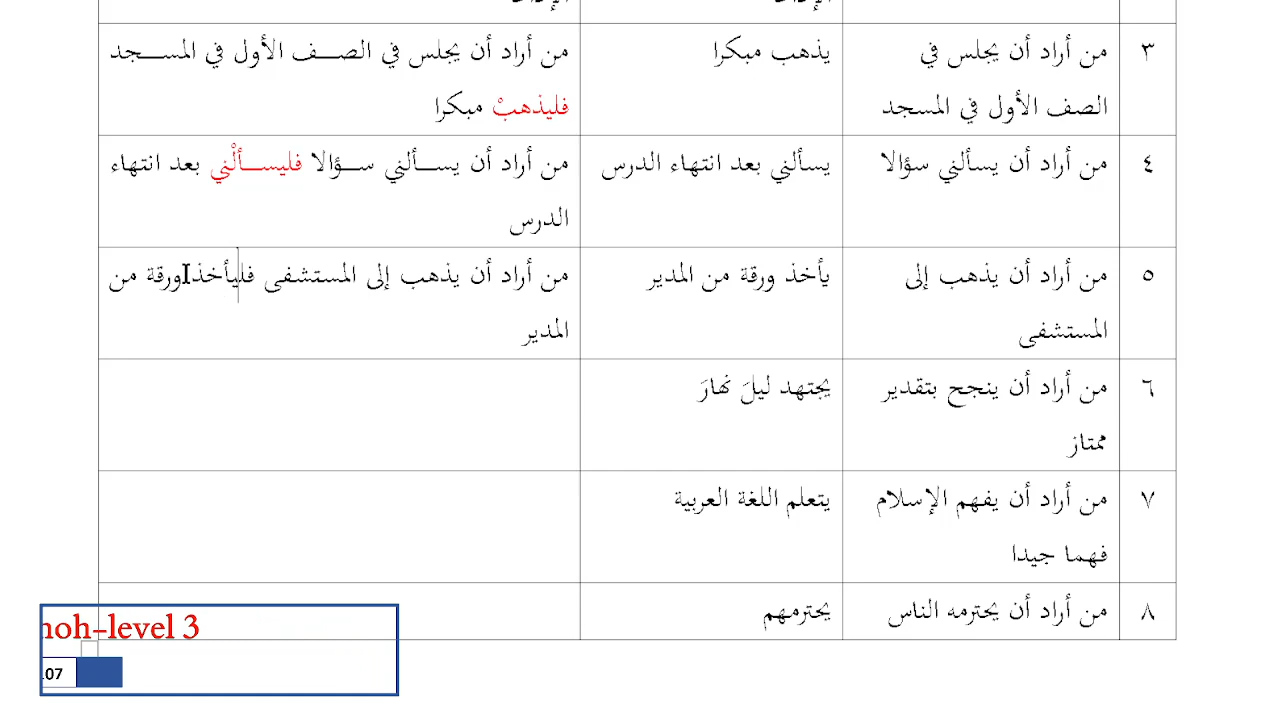 ٣ من أراد أن يجلس في يذهب مبكرا من أراد أن يجلس في الصف الأول في المسجد
الصف الأول في المسجد فليذهبْ مبكرا
٤ من أراد أن يسألني سؤالا يسألني بعد انتهاء الدرس من أراد أن يسألني سؤالا فليسألْني بعد انتهاء
الدرس
٥ من أراد أن يذهب إلى يأخذ ورقة من المدير من أراد أن يذهب إلى المستشفى فليأخذ ورقة من
المستشفى المدير
٦ من أراد أن ينجح بتقدير يجتهد ليلَ نهارَ
ممتاز
٧ من أراد أن يفهم الإسلام يتعلم اللغة العربية
فهما جيدا
٨ من أراد أن يحترمه الناس يحترمهم
noh-level 3
07